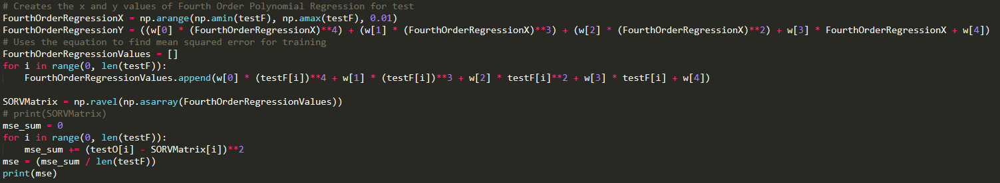 # Creates the x and y values of Fourth Order Polynomial Regression for test
FourthOrderRegressionX = np.arange(np.amin(testF), np.amax(testF), 0.01)
FourthOrderRegressionY = ((w[0] * (FourthOrderRegressionX)**4) + (w[1] * (FourthOrderRegressionX)**3) + (w[2] * (FourthOrderRegressionX)**2) + w[3] * FourthOrderRegressionX + w[4])
# Uses the equation to find mean squared error for training
FourthOrderRegressionValues = []
for i in range(0, len(testF)):
    FourthOrderRegressionValues.append(w[0] * (testF[i])**4 + w[1] * (testF[i])**3 + w[2] * testF[i]**2 + w[3] * testF[i] + w[4])
SORVMatrix = np.ravel(np.asarray(FourthOrderRegressionValues))
# print(SORVMatrix)
mse_sum = 0
for i in range(0, len(testF)):
    mse_sum += (testO[i] - SORVMatrix[i])**2
mse = (mse_sum / len(testF))
print(mse)